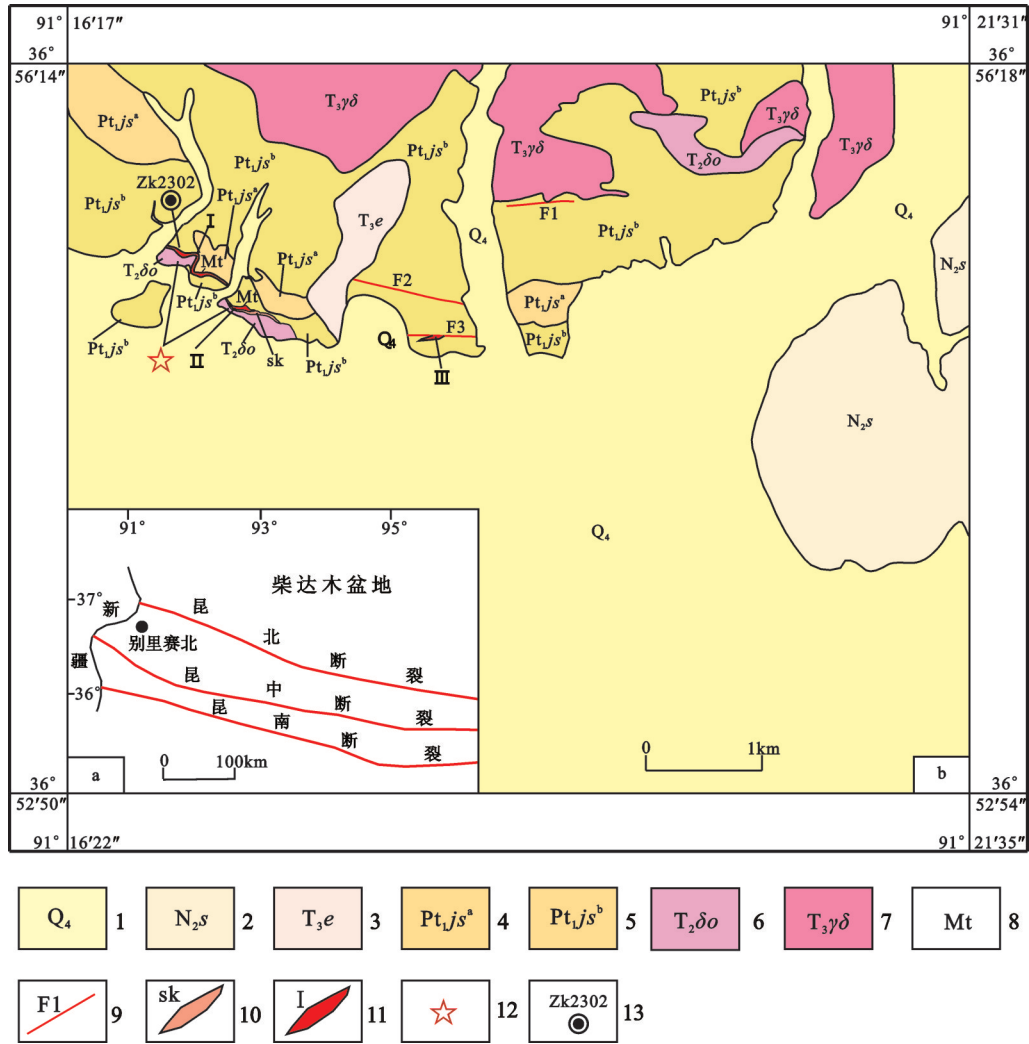 91° 16′17″
91° 21′31″
36° 56′14″
36° 56′18″
T₃γδ
Pt₁jsᵇ
Pt₁jsᵃ
T₃γδ
Pt₁jsᵇ
Pt₁jsᵇ
T₃γδ
T₂δo
T₃γδ
Zk2302
Pt₁jsᵇ
Pt₁jsᵃ
I
T₃e
F1
Q₄
Q₄
Pt₁jsᵇ
Mt
T₂δo
Pt₁jsᵃ
N₂s
Pt₁jsᵇ
Mt
F2
Pt₁jsᵃ
Pt₁jsᵇ
T₂δo
sk
Pt₁jsᵇ
Q₄
F3
Pt₁jsᵇ
II
III
N₂s
Q₄
91° 93° 95°
柴达木盆地
37°
36°
新疆
别里赛北
昆北断裂
昆中断裂
昆南断裂
0 100km
a
0 1km
b
36° 52′50″
36° 52′54″
91° 16′22″
91° 21′35″
Q₄ 1
N₂s 2
T₃e 3
Pt₁jsᵃ 4
Pt₁jsᵇ 5
T₂δo 6
T₃γδ 7
Mt 8
F1 9
sk 10
I 11
12
Zk2302 13